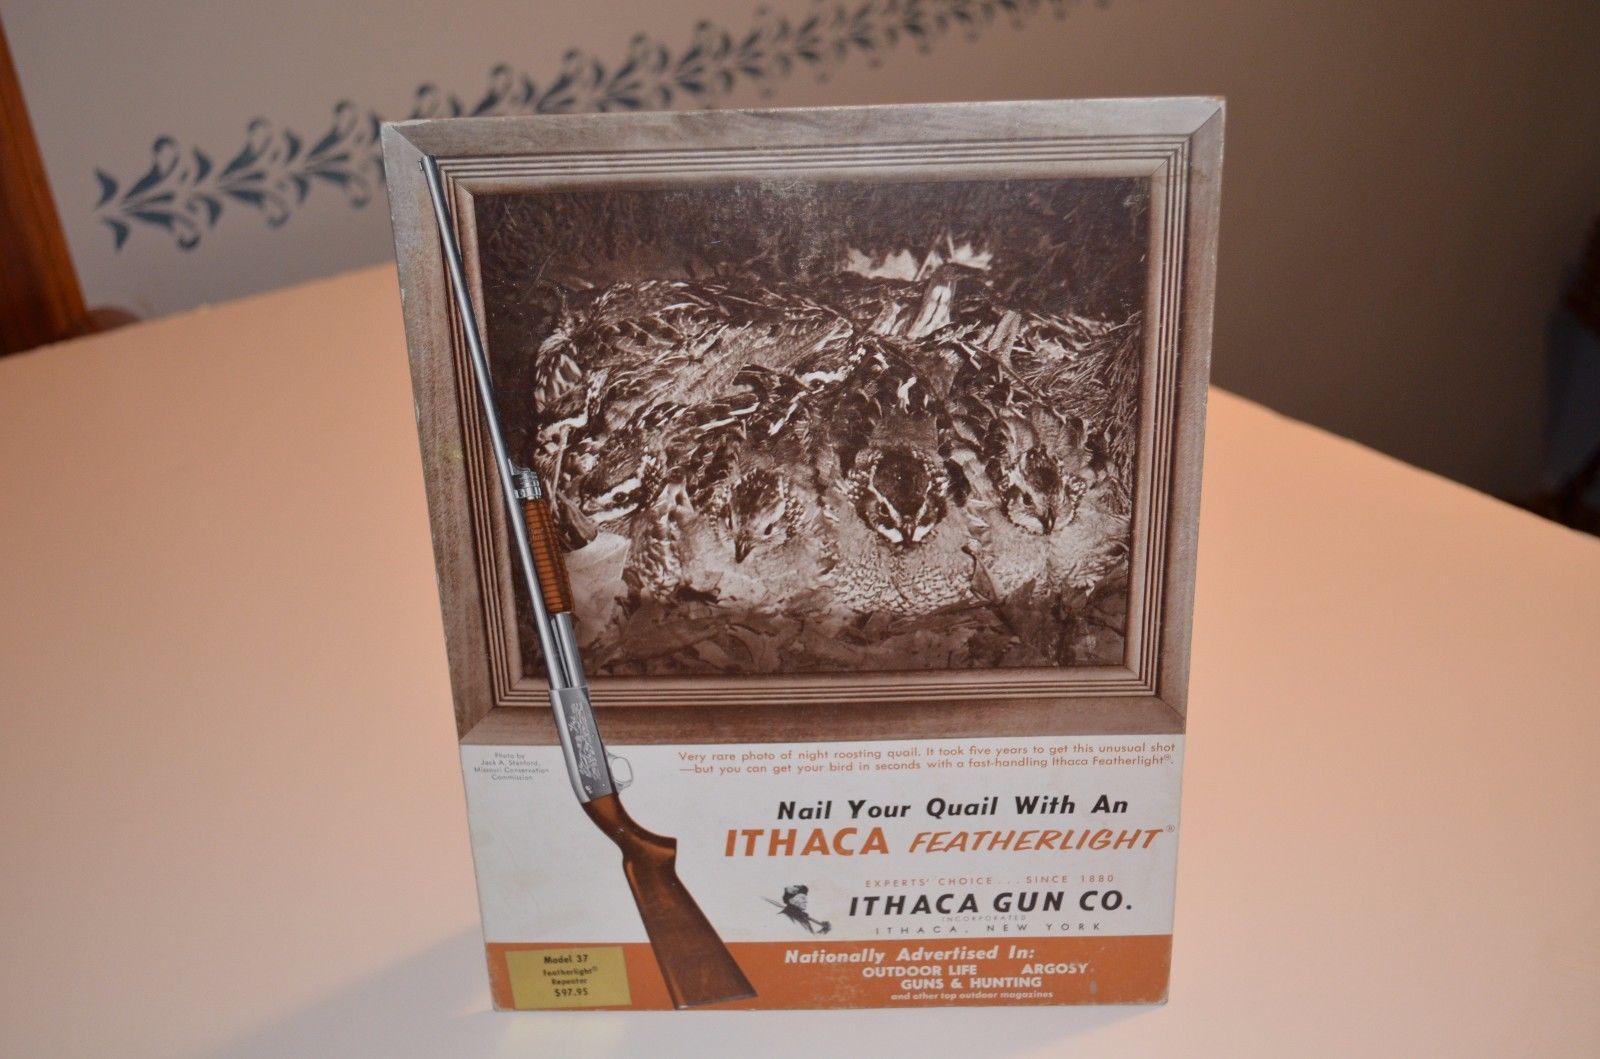 Photo by
Jack A. Stanford,
Missouri Conservation
Commission
Very rare photo of night roosting quail. It took five years to get this unusual shot
—but you can get your bird in seconds with a fast-handling Ithaca Featherlight®.
Nail Your Quail With An
ITHACA FEATHERLIGHT®
EXPERTS' CHOICE...SINCE 1880
ITHACA GUN CO.
INCORPORATED
ITHACA, NEW YORK
Model 37
Featherlight®
Repeater
$97.95
Nationally Advertised In:
OUTDOOR LIFE ARGOSY
GUNS & HUNTING
and other top outdoor magazines